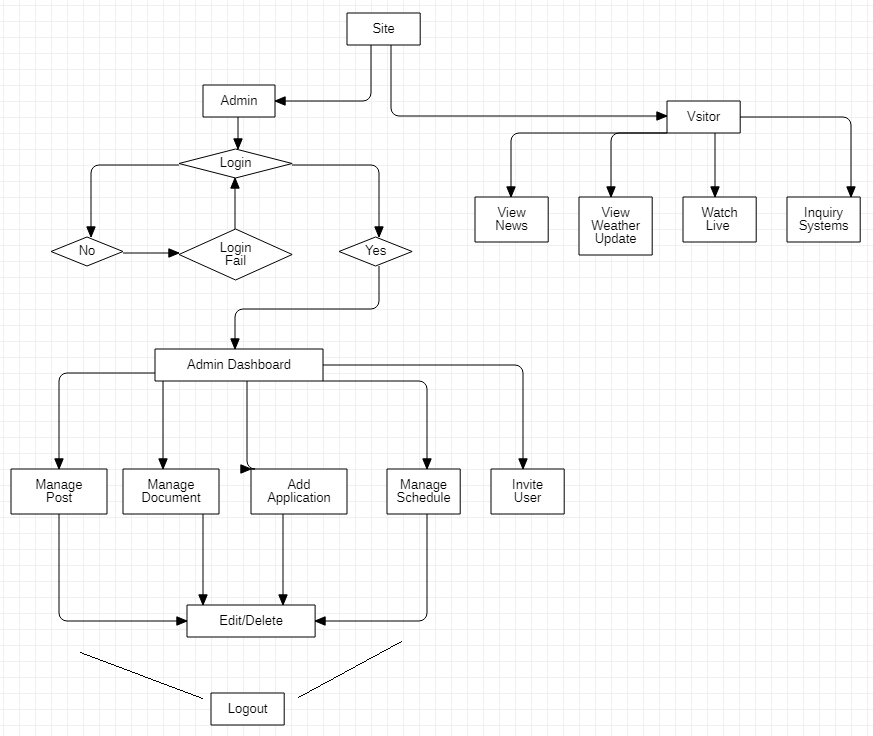 Site
Admin
Vsitor
Login
View
News
View
Weather
Update
Watch
Live
Inquiry
Systems
No
Login
Fail
Yes
Admin Dashboard
Manage
Post
Manage
Document
Add
Application
Manage
Schedule
Invite
User
Edit/Delete
Logout